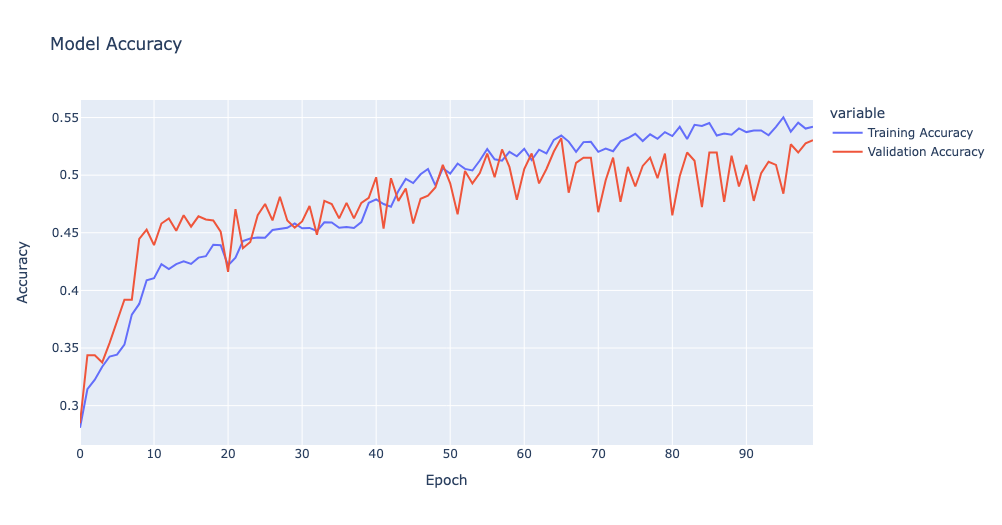 Model Accuracy
variable
Training Accuracy
Validation Accuracy
0.55
0.5
0.45
0.4
0.35
0.3
Accuracy
0 10 20 30 40 50 60 70 80 90
Epoch